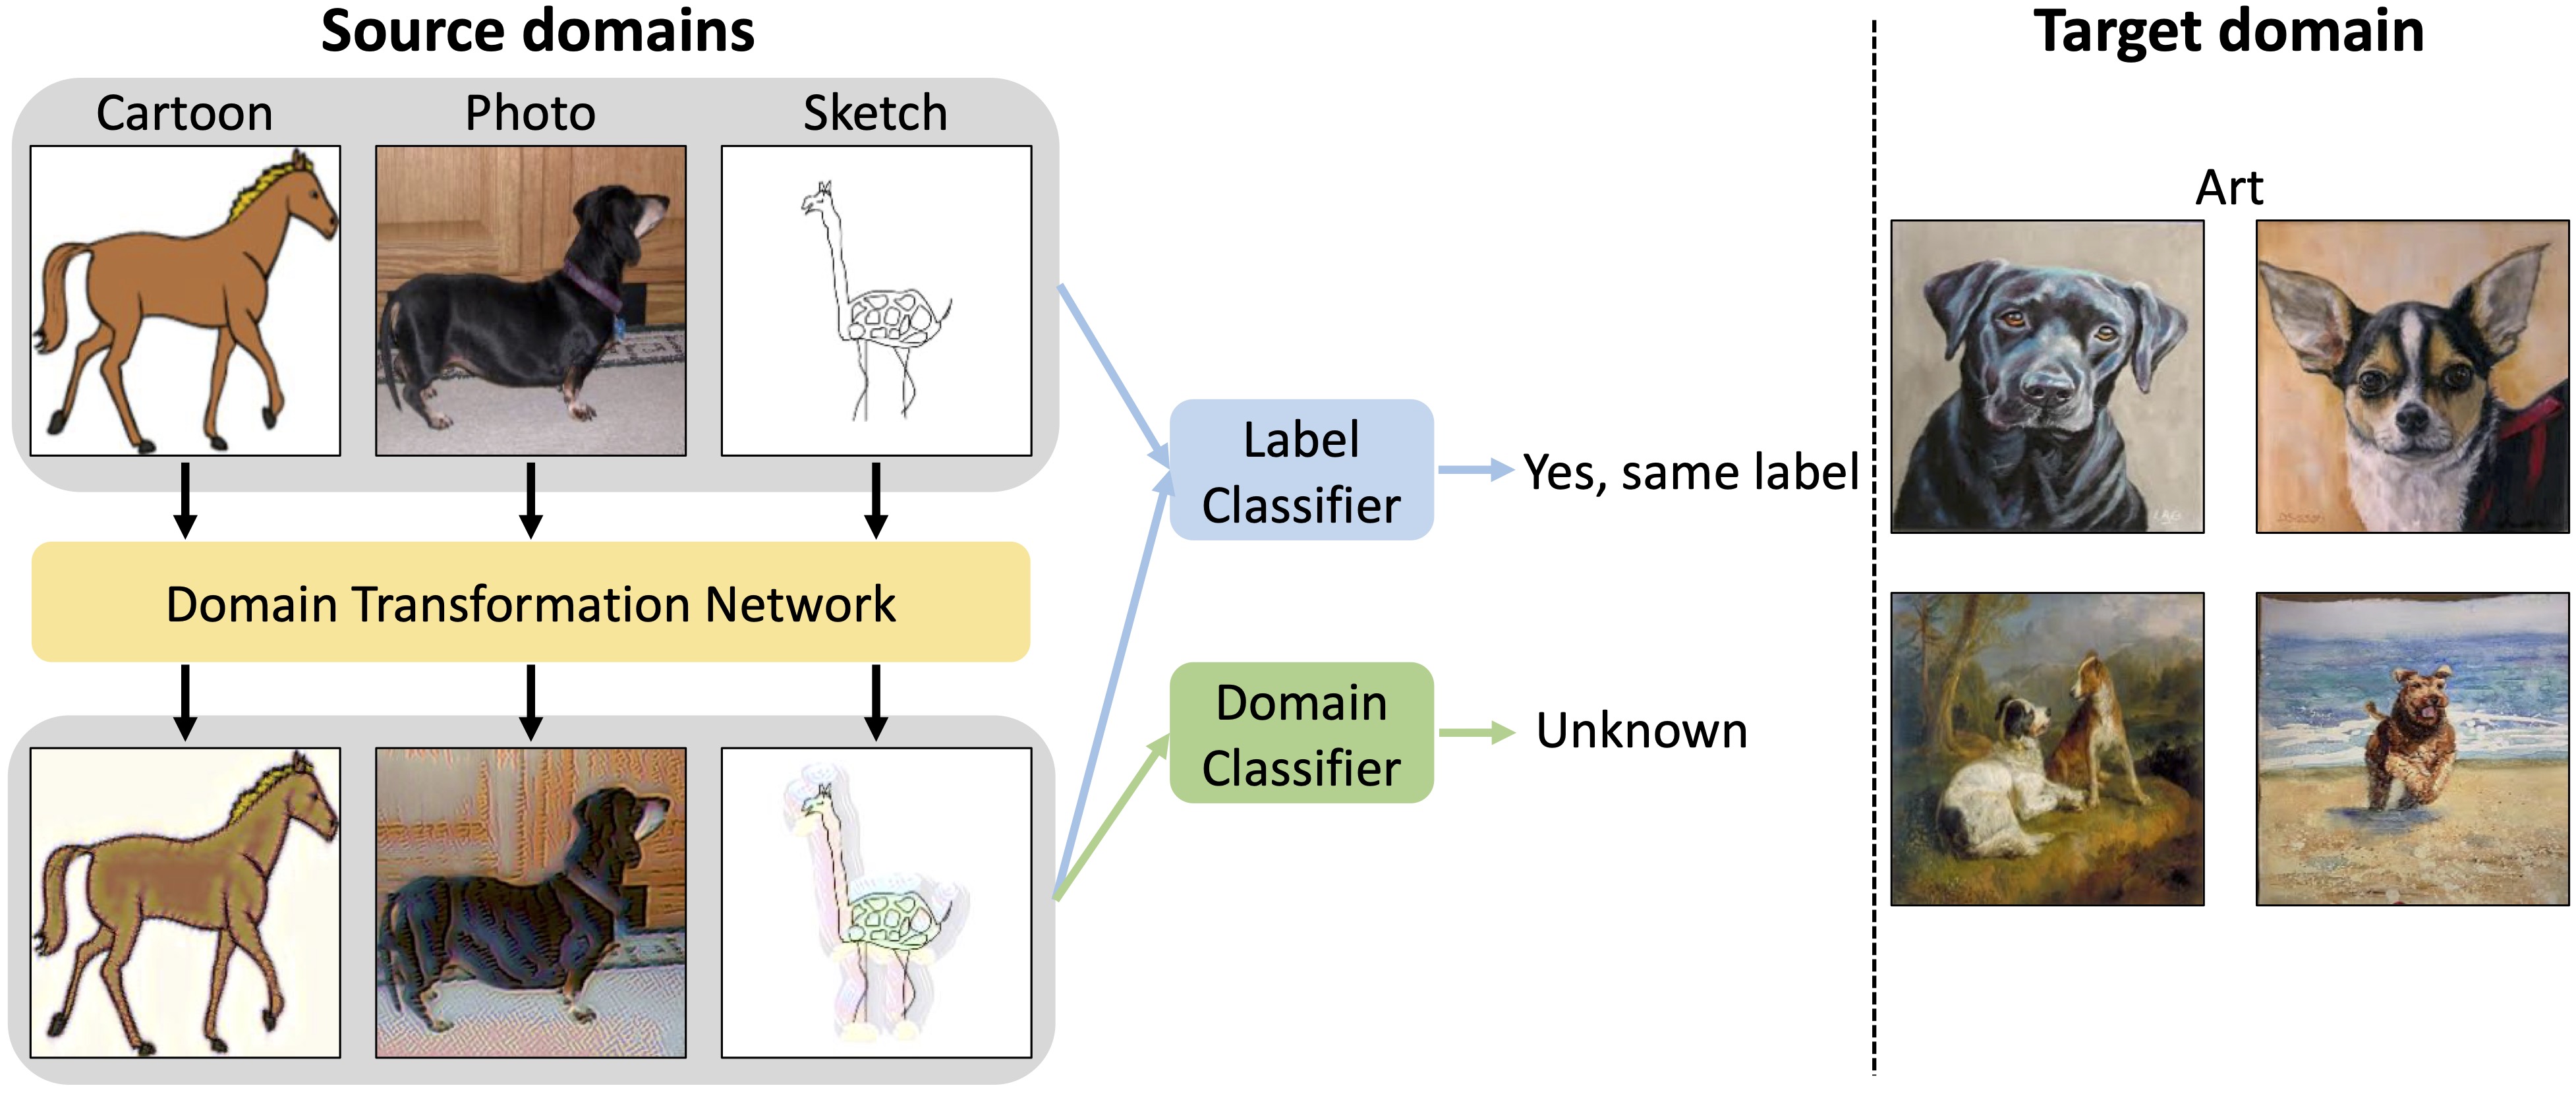 Source domains
Target domain
Cartoon
Photo
Sketch
Art
Label
Classifier
Yes, same label
Domain Transformation Network
Domain
Classifier
Unknown